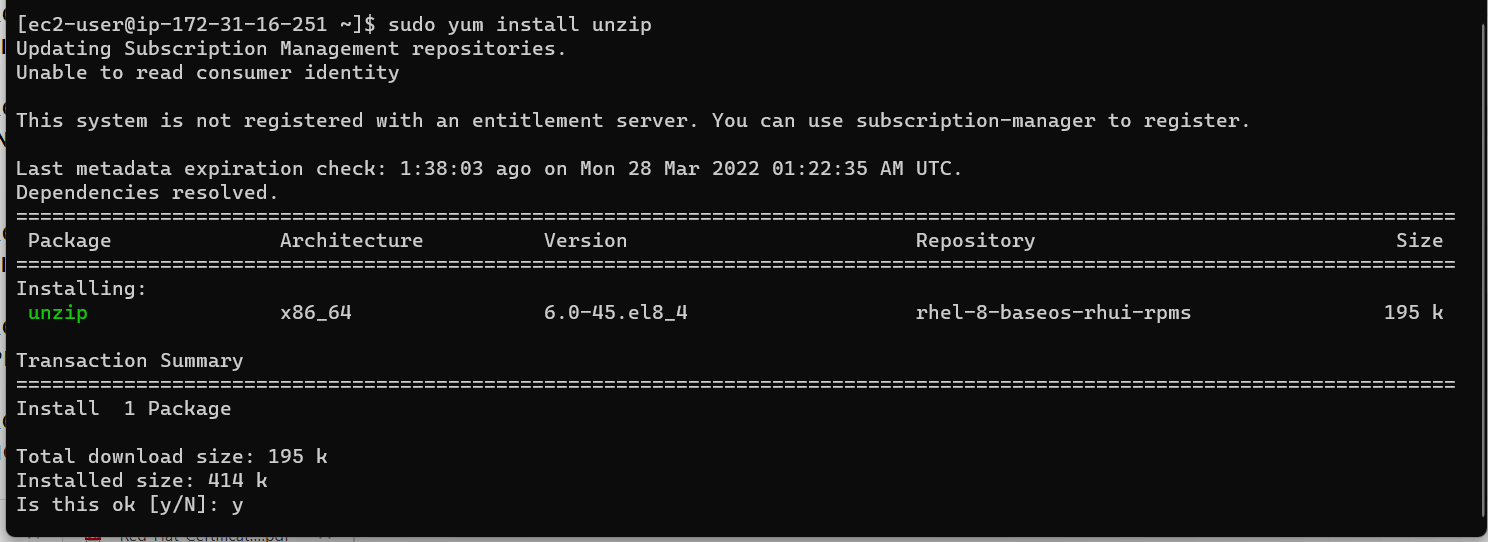 [ec2-user@ip-172-31-16-251 ~]$ sudo yum install unzip
Updating Subscription Management repositories.
Unable to read consumer identity
This system is not registered with an entitlement server. You can use subscription-manager to register.
Last metadata expiration check: 1:38:03 ago on Mon 28 Mar 2022 01:22:35 AM UTC.
Dependencies resolved.
========================================================================================================================
Package Architecture Version Repository Size
========================================================================================================================
Installing:
unzip x86_64 6.0-45.el8_4 rhel-8-baseos-rhui-rpms 195 k
Transaction Summary
========================================================================================================================
Install 1 Package
Total download size: 195 k
Installed size: 414 k
Is this ok [y/N]: y